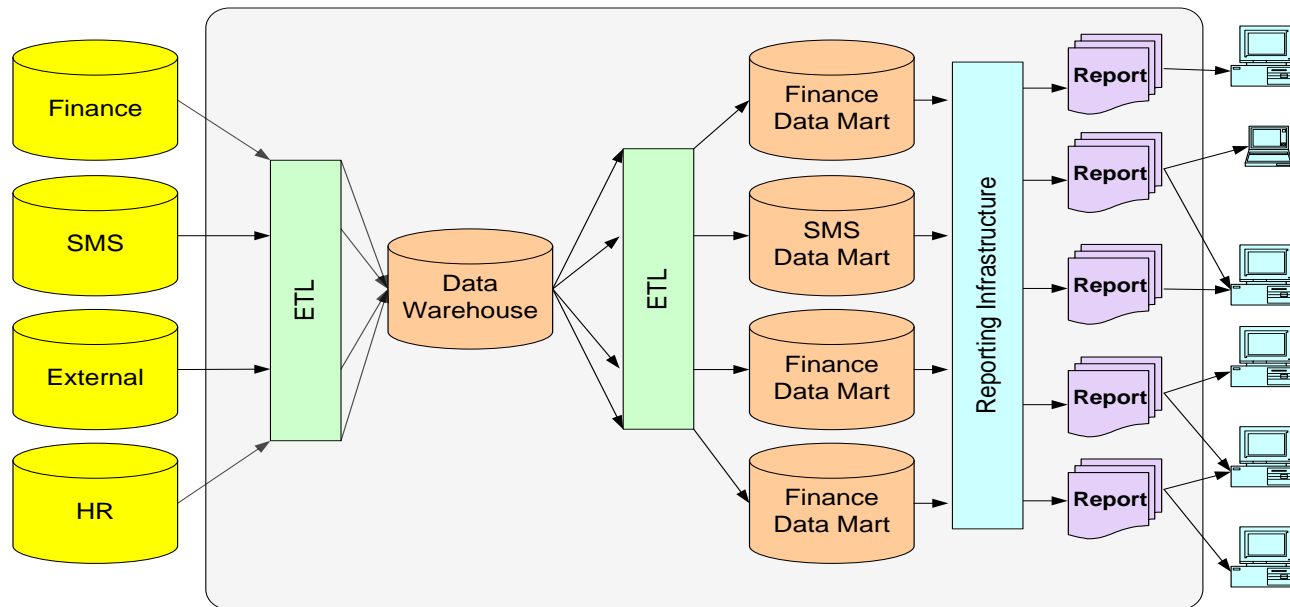 Finance
SMS
External
HR
ETL
Data
Warehouse
ETL
Finance
Data Mart
SMS
Data Mart
Finance
Data Mart
Finance
Data Mart
Reporting Infrastructure
Report
Report
Report
Report
Report